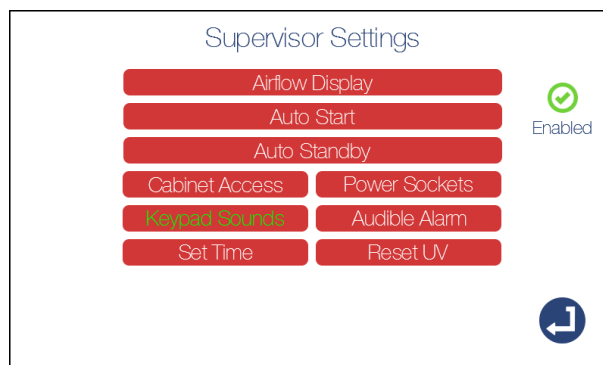 Supervisor Settings
Airflow Display
Auto Start
Enabled
Auto Standby
Cabinet Access
Power Sockets
Keypad Sounds
Audible Alarm
Set Time
Reset UV